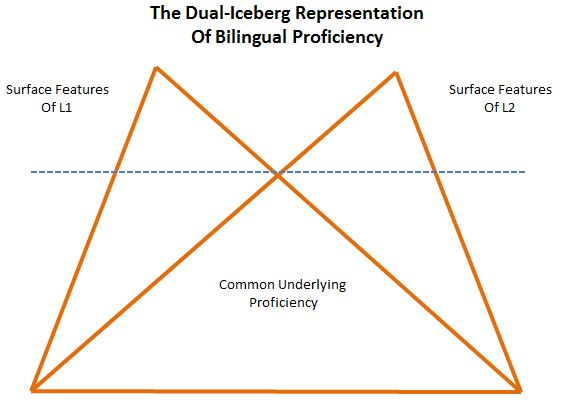 The Dual-Iceberg Representation
Of Bilingual Proficiency
Surface Features
Of L1
Surface Features
Of L2
Common Underlying
Proficiency